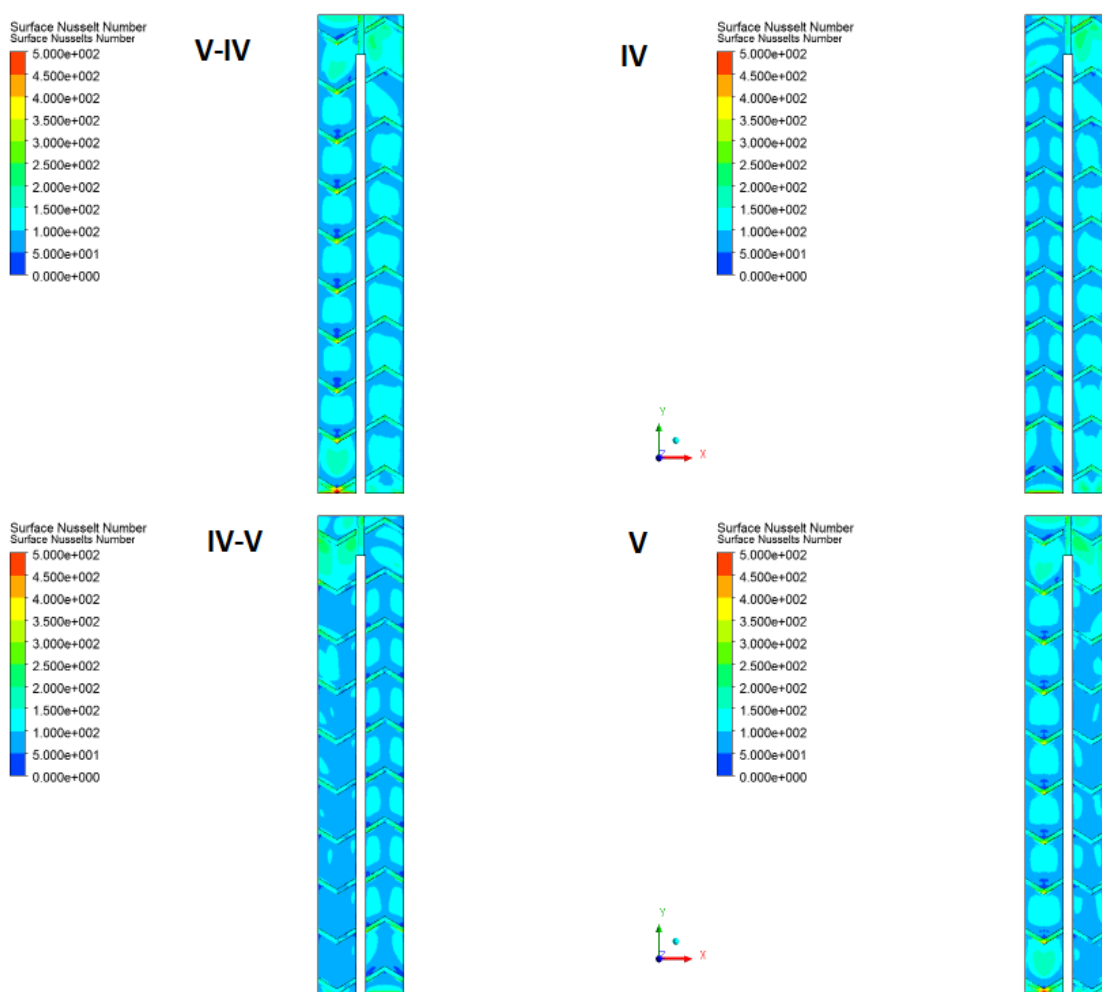 Surface Nusselt Number
Surface Nusselts Number
5.000e+002
4.500e+002
4.000e+002
3.500e+002
3.000e+002
2.500e+002
2.000e+002
1.500e+002
1.000e+002
5.000e+001
0.000e+000
V-IV
Surface Nusselt Number
Surface Nusselts Number
5.000e+002
4.500e+002
4.000e+002
3.500e+002
3.000e+002
2.500e+002
2.000e+002
1.500e+002
1.000e+002
5.000e+001
0.000e+000
IV
Y
Z
X
Surface Nusselt Number
Surface Nusselts Number
5.000e+002
4.500e+002
4.000e+002
3.500e+002
3.000e+002
2.500e+002
2.000e+002
1.500e+002
1.000e+002
5.000e+001
0.000e+000
IV-V
Surface Nusselt Number
Surface Nusselts Number
5.000e+002
4.500e+002
4.000e+002
3.500e+002
3.000e+002
2.500e+002
2.000e+002
1.500e+002
1.000e+002
5.000e+001
0.000e+000
V
Y
Z
X